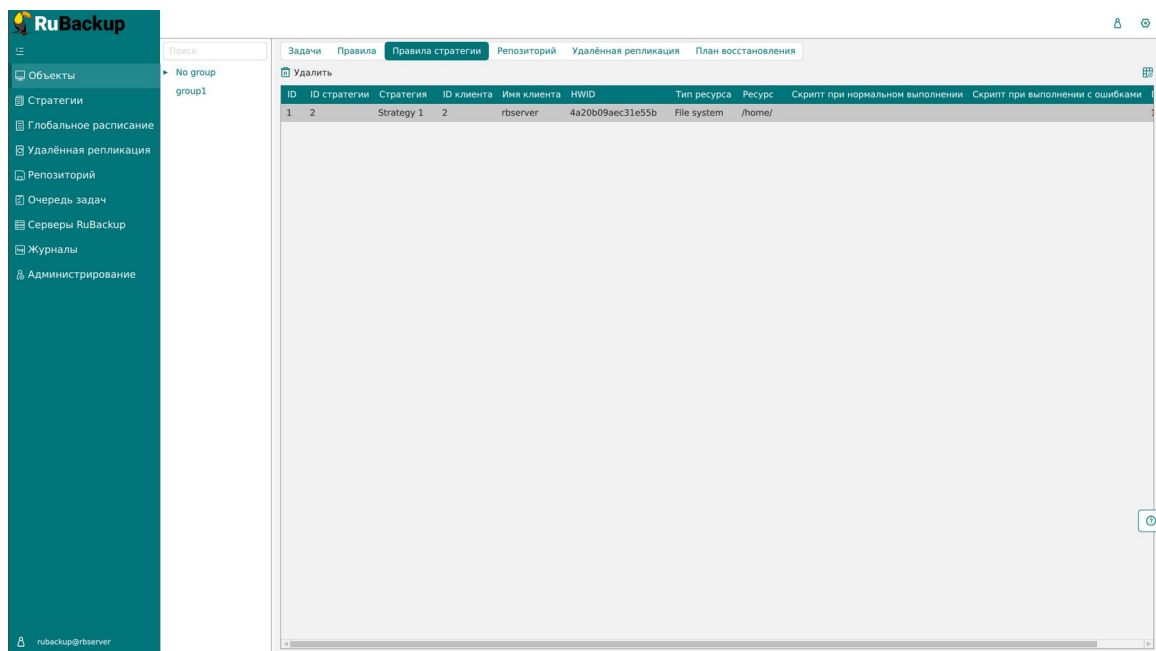 RuBackup
Объекты
Стратегии
Глобальное расписание
Удалённая репликация
Репозиторий
Очередь задач
Серверы RuBackup
Журналы
Администрирование
rubackup@rbserver
Поиск
No group
group1
Задачи Правила Правила стратегии Репозиторий Удалённая репликация План восстановления
Удалить
ID ID стратегии Стратегия ID клиента Имя клиента HWID Тип ресурса Ресурс Скрипт при нормальном выполнении Скрипт при выполнении с ошибками
1 2 Strategy 1 2 rbserver 4a20b09aec31e55b File system /home/